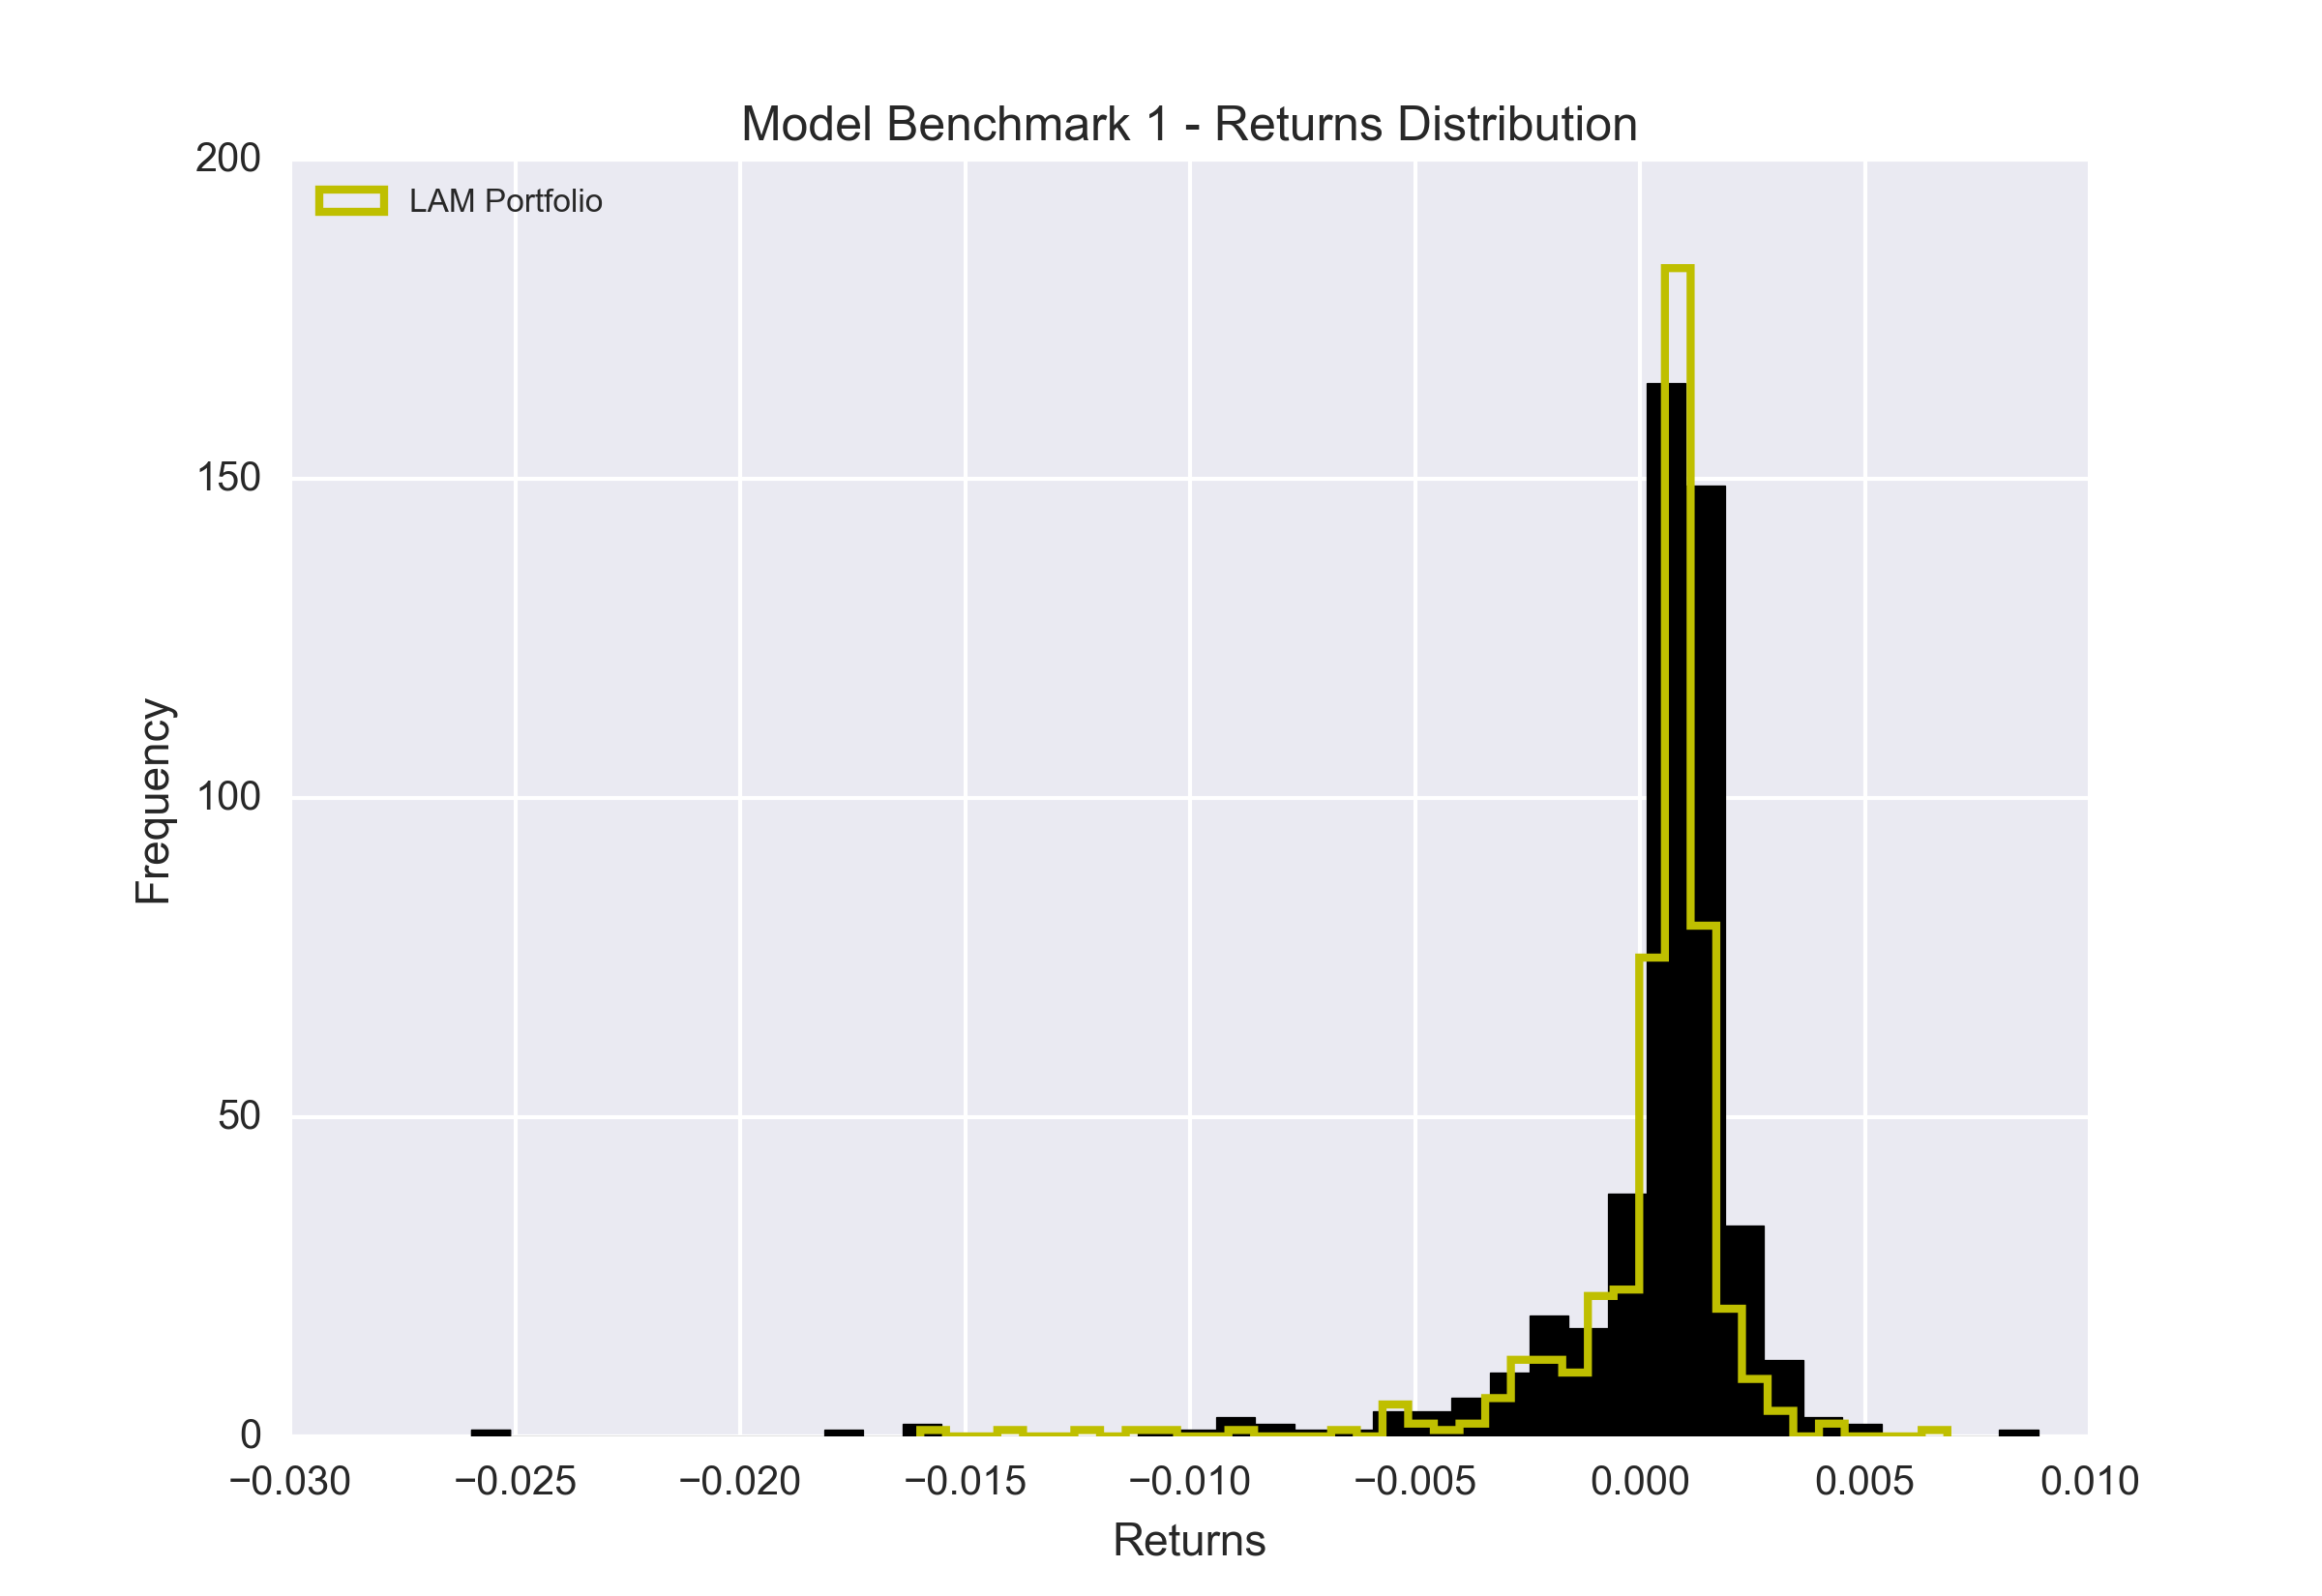 Model Benchmark 1 - Returns Distribution
LAM Portfolio
200
150
100
50
0
Frequency
−0.030 −0.025 −0.020 −0.015 −0.010 −0.005 0.000 0.005 0.010
Returns